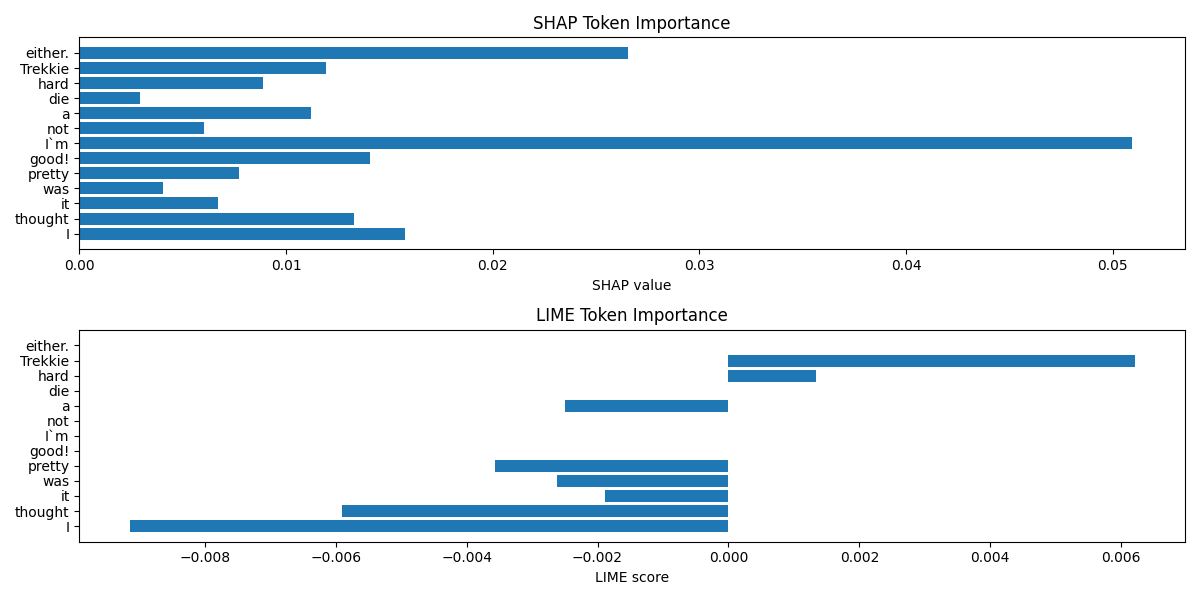 SHAP Token Importance
either.
Trekkie
hard
die
a
not
I`m
good!
pretty
was
it
thought
I
0.00 0.01 0.02 0.03 0.04 0.05
SHAP value
LIME Token Importance
either.
Trekkie
hard
die
a
not
I`m
good!
pretty
was
it
thought
I
−0.008 −0.006 −0.004 −0.002 0.000 0.002 0.004 0.006
LIME score